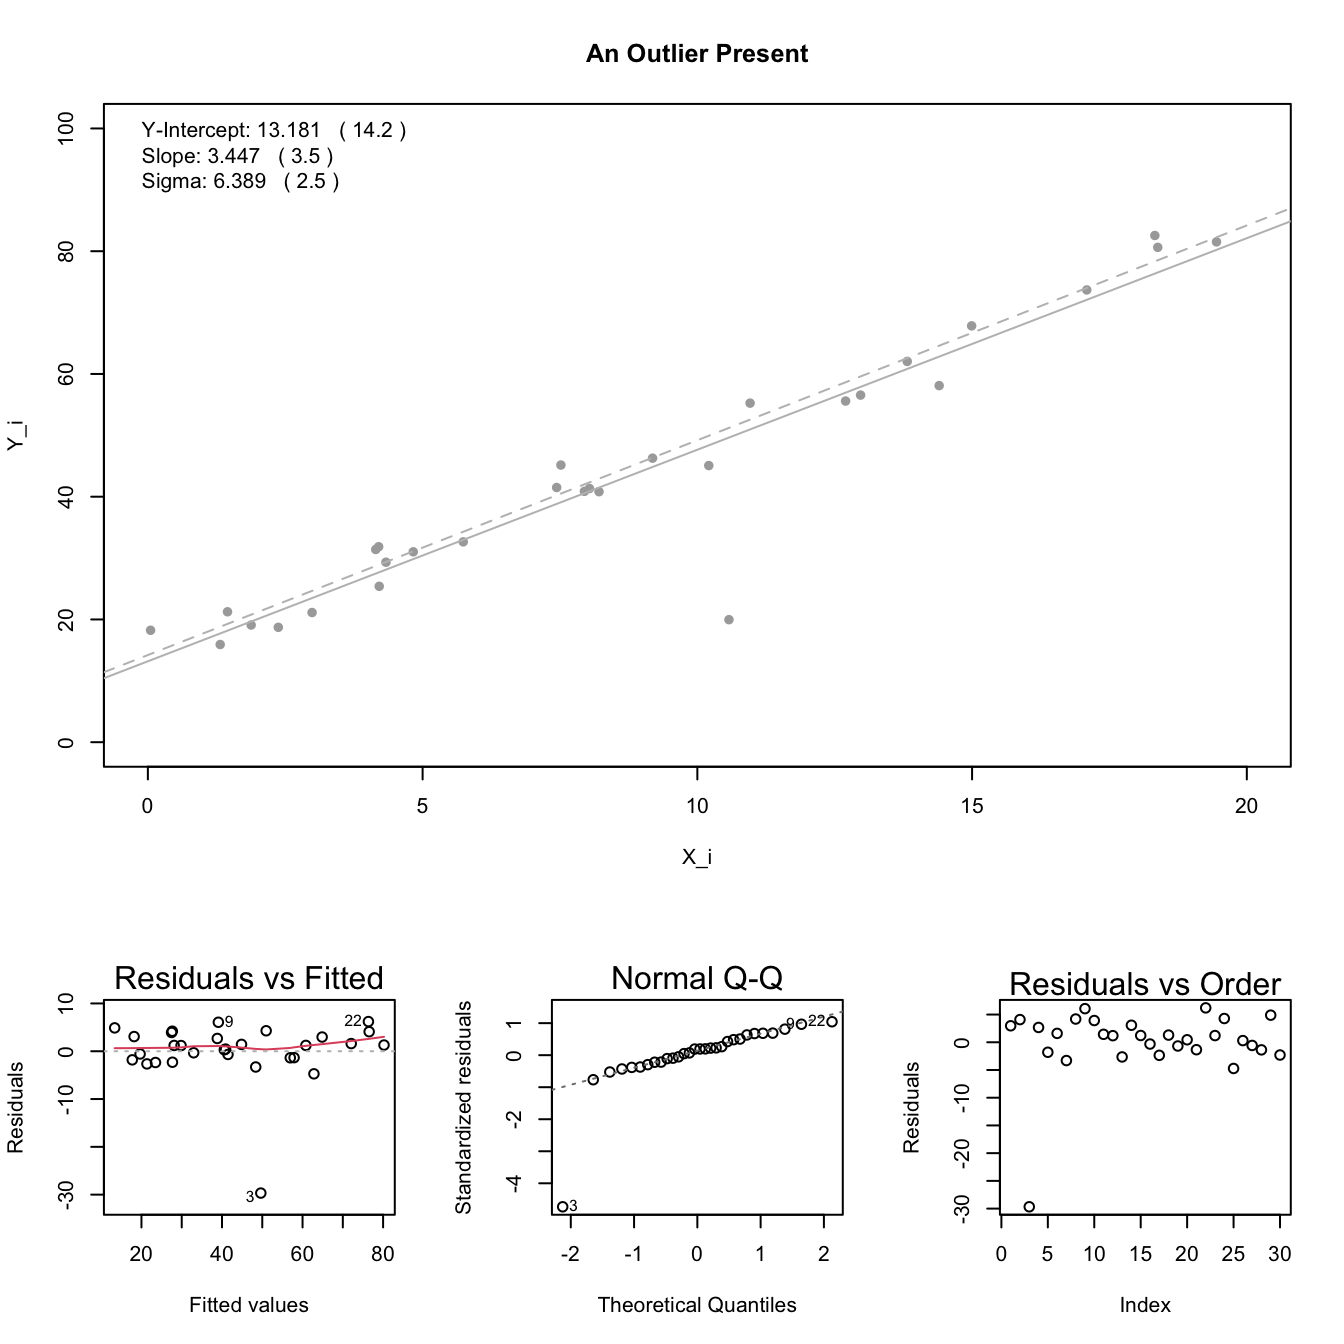 An Outlier Present
Y-Intercept: 13.181 ( 14.2 )
Slope: 3.447 ( 3.5 )
Sigma: 6.389 ( 2.5 )
100
80
60
40
20
0
Y_i
0 5 10 15 20
X_i
Residuals vs Fitted
10
0
-10
-30
Residuals
9
22
3
20 40 60 80
Fitted values
Normal Q-Q
1
0
-2
-4
Standardized residuals
9
22
3
-2 -1 0 1 2
Theoretical Quantiles
Residuals vs Order
0
-10
-20
-30
Residuals
0 5 10 15 20 25 30
Index